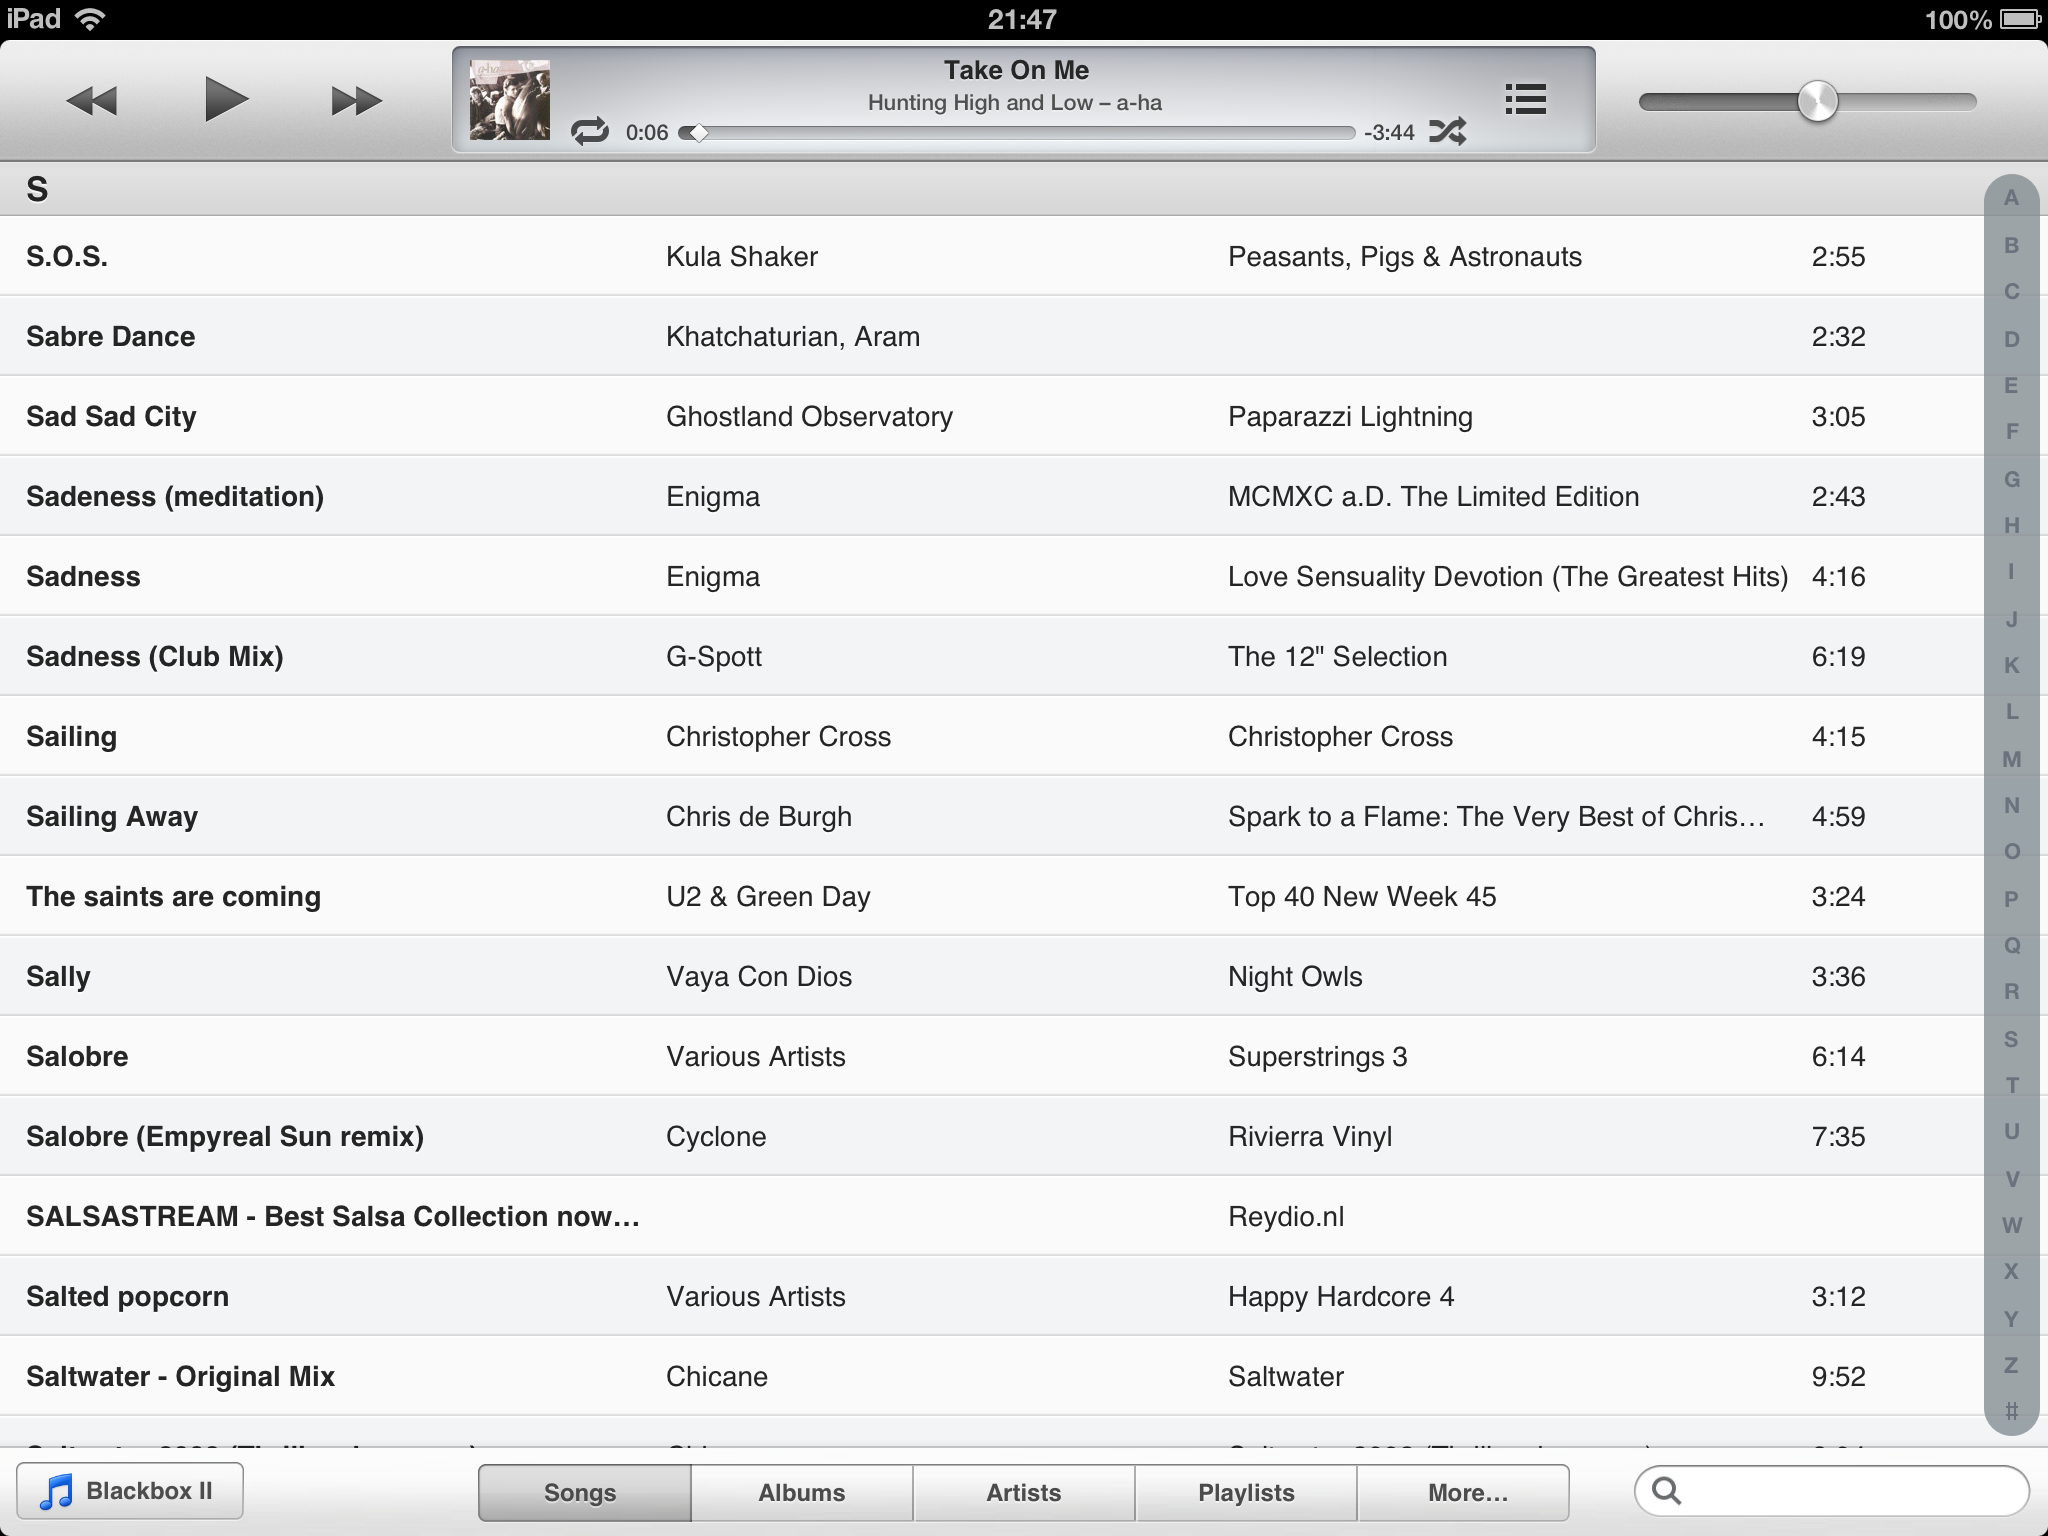 iPad 21:47 100%
a-ha
Take On Me
Hunting High and Low – a-ha
0:06 -3:44
S
S.O.S. Kula Shaker Peasants, Pigs & Astronauts 2:55
Sabre Dance Khatchaturian, Aram 2:32
Sad Sad City Ghostland Observatory Paparazzi Lightning 3:05
Sadeness (meditation) Enigma MCMXC a.D. The Limited Edition 2:43
Sadness Enigma Love Sensuality Devotion (The Greatest Hits) 4:16
Sadness (Club Mix) G-Spott The 12" Selection 6:19
Sailing Christopher Cross Christopher Cross 4:15
Sailing Away Chris de Burgh Spark to a Flame: The Very Best of Chris… 4:59
The saints are coming U2 & Green Day Top 40 New Week 45 3:24
Sally Vaya Con Dios Night Owls 3:36
Salobre Various Artists Superstrings 3 6:14
Salobre (Empyreal Sun remix) Cyclone Rivierra Vinyl 7:35
SALSASTREAM - Best Salsa Collection now… Reydio.nl
Salted popcorn Various Artists Happy Hardcore 4 3:12
Saltwater - Original Mix Chicane Saltwater 9:52
A
B
C
D
E
F
G
H
I
J
K
L
M
N
O
P
Q
R
S
T
U
V
W
X
Y
Z
#
Blackbox II Songs Albums Artists Playlists More…